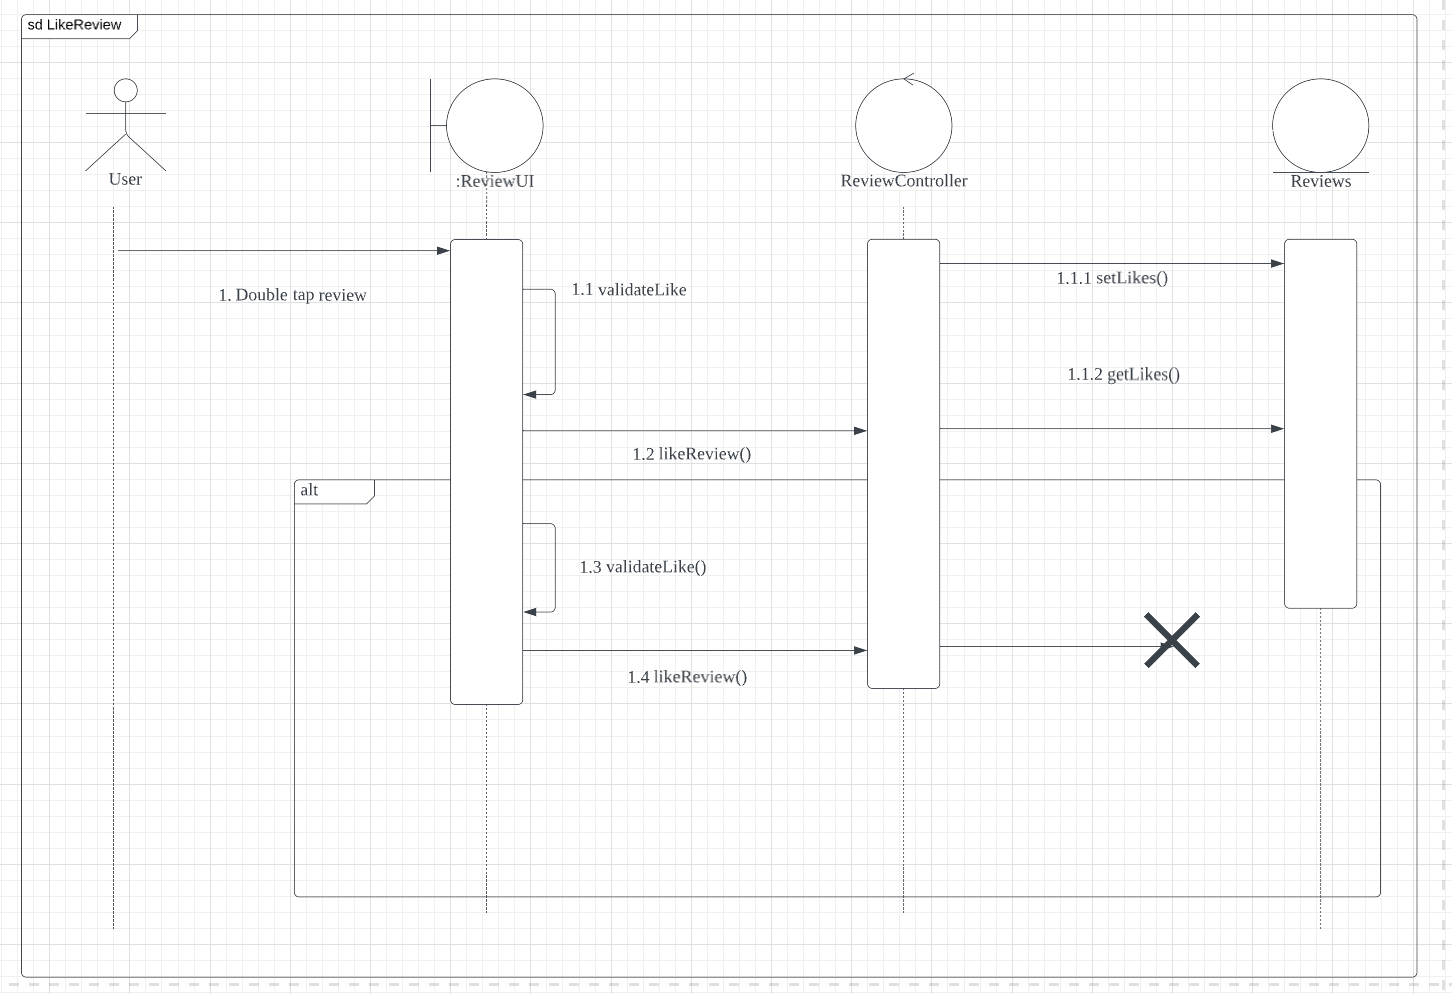 sd LikeReview
User
:ReviewUI
ReviewController
Reviews
1. Double tap review
1.1 validateLike
1.1.1 setLikes()
1.1.2 getLikes()
1.2 likeReview()
alt
1.3 validateLike()
1.4 likeReview()